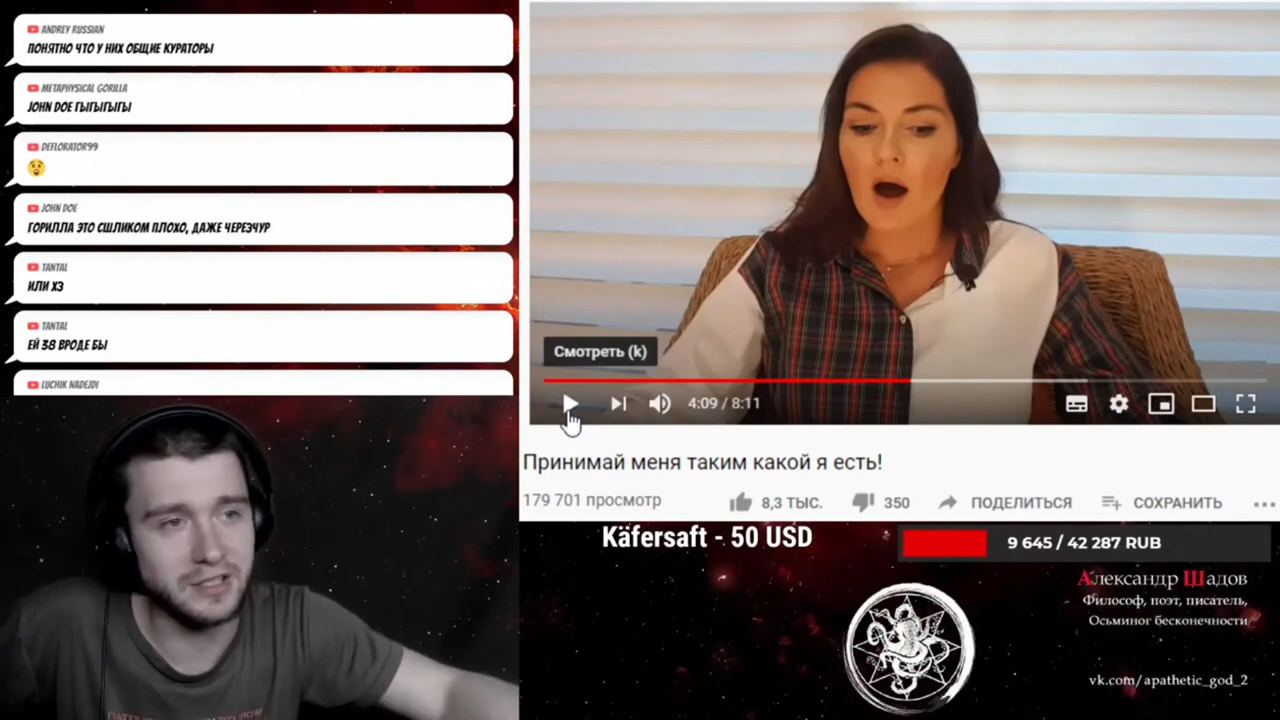 ANDREY RUSSIAN
ПОНЯТНО ЧТО У НИХ ОБЩИЕ КУРАТОРЫ
METAPHYSICAL GORILLA
JOHN DOE ГЫГЫГЫГЫ
DEFLORATOR99
JOHN DOE
ГОРИЛЛА ЭТО СШЛИКОМ ПЛОХО, ДАЖЕ ЧЕРЕЗЧУР
TANTAL
ИЛИ ХЗ
TANTAL
ЕЙ 38 ВРОДЕ БЫ
LUCHIK NADEJDI
Смотреть (k)
4:09 / 8:11
Принимай меня таким какой я есть!
179 701 просмотр
8,3 ТЫС.
350
ПОДЕЛИТЬСЯ
СОХРАНИТЬ
Käfersaft - 50 USD
9 645 / 42 287 RUB
Александр Шадов
Философ, поэт, писатель,
Осьминог бесконечности
vk.com/apathetic_god_2